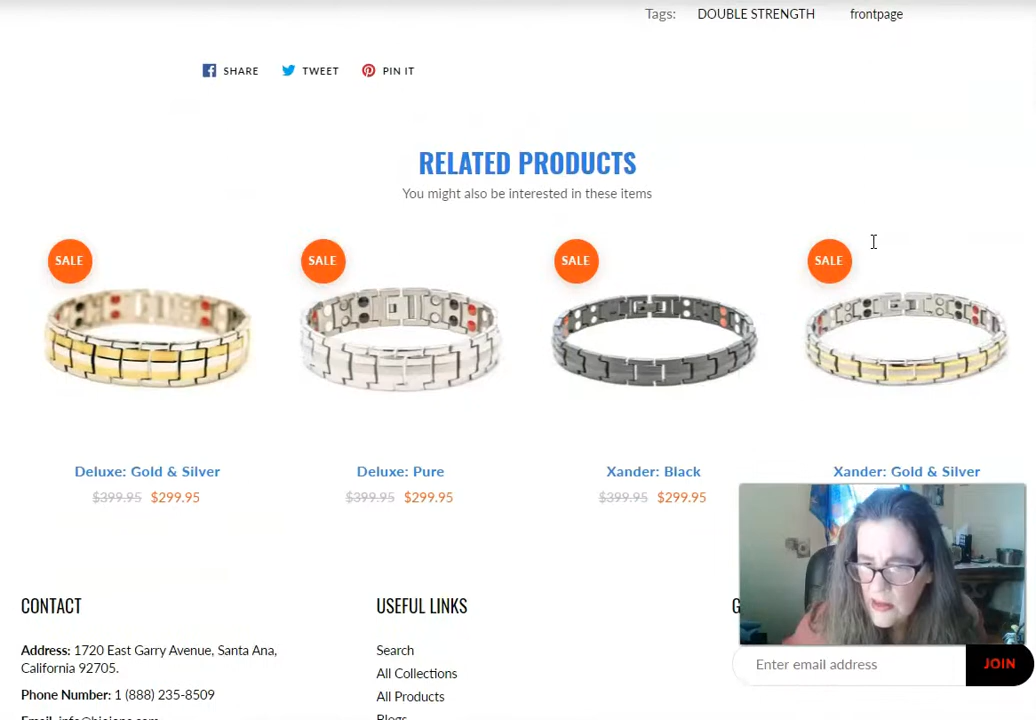 Tags: DOUBLE STRENGTH frontpage
SHARE TWEET PIN IT
RELATED PRODUCTS
You might also be interested in these items
SALE SALE SALE SALE
Deluxe: Gold & Silver Deluxe: Pure Xander: Black Xander: Gold & Silver
$399.95 $299.95 $399.95 $299.95 $399.95 $299.95
CONTACT
Address: 1720 East Garry Avenue, Santa Ana,
California 92705.
Phone Number: 1 (888) 235-8509
USEFUL LINKS
Search
All Collections
All Products
Blogs
G
Enter email address JOIN